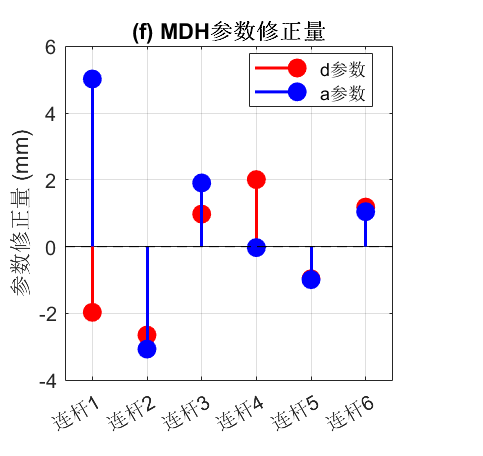 (f) MDH参数修正量
d参数
a参数
参数修正量 (mm)
6
4
2
0
-2
-4
连杆1
连杆2
连杆3
连杆4
连杆5
连杆6